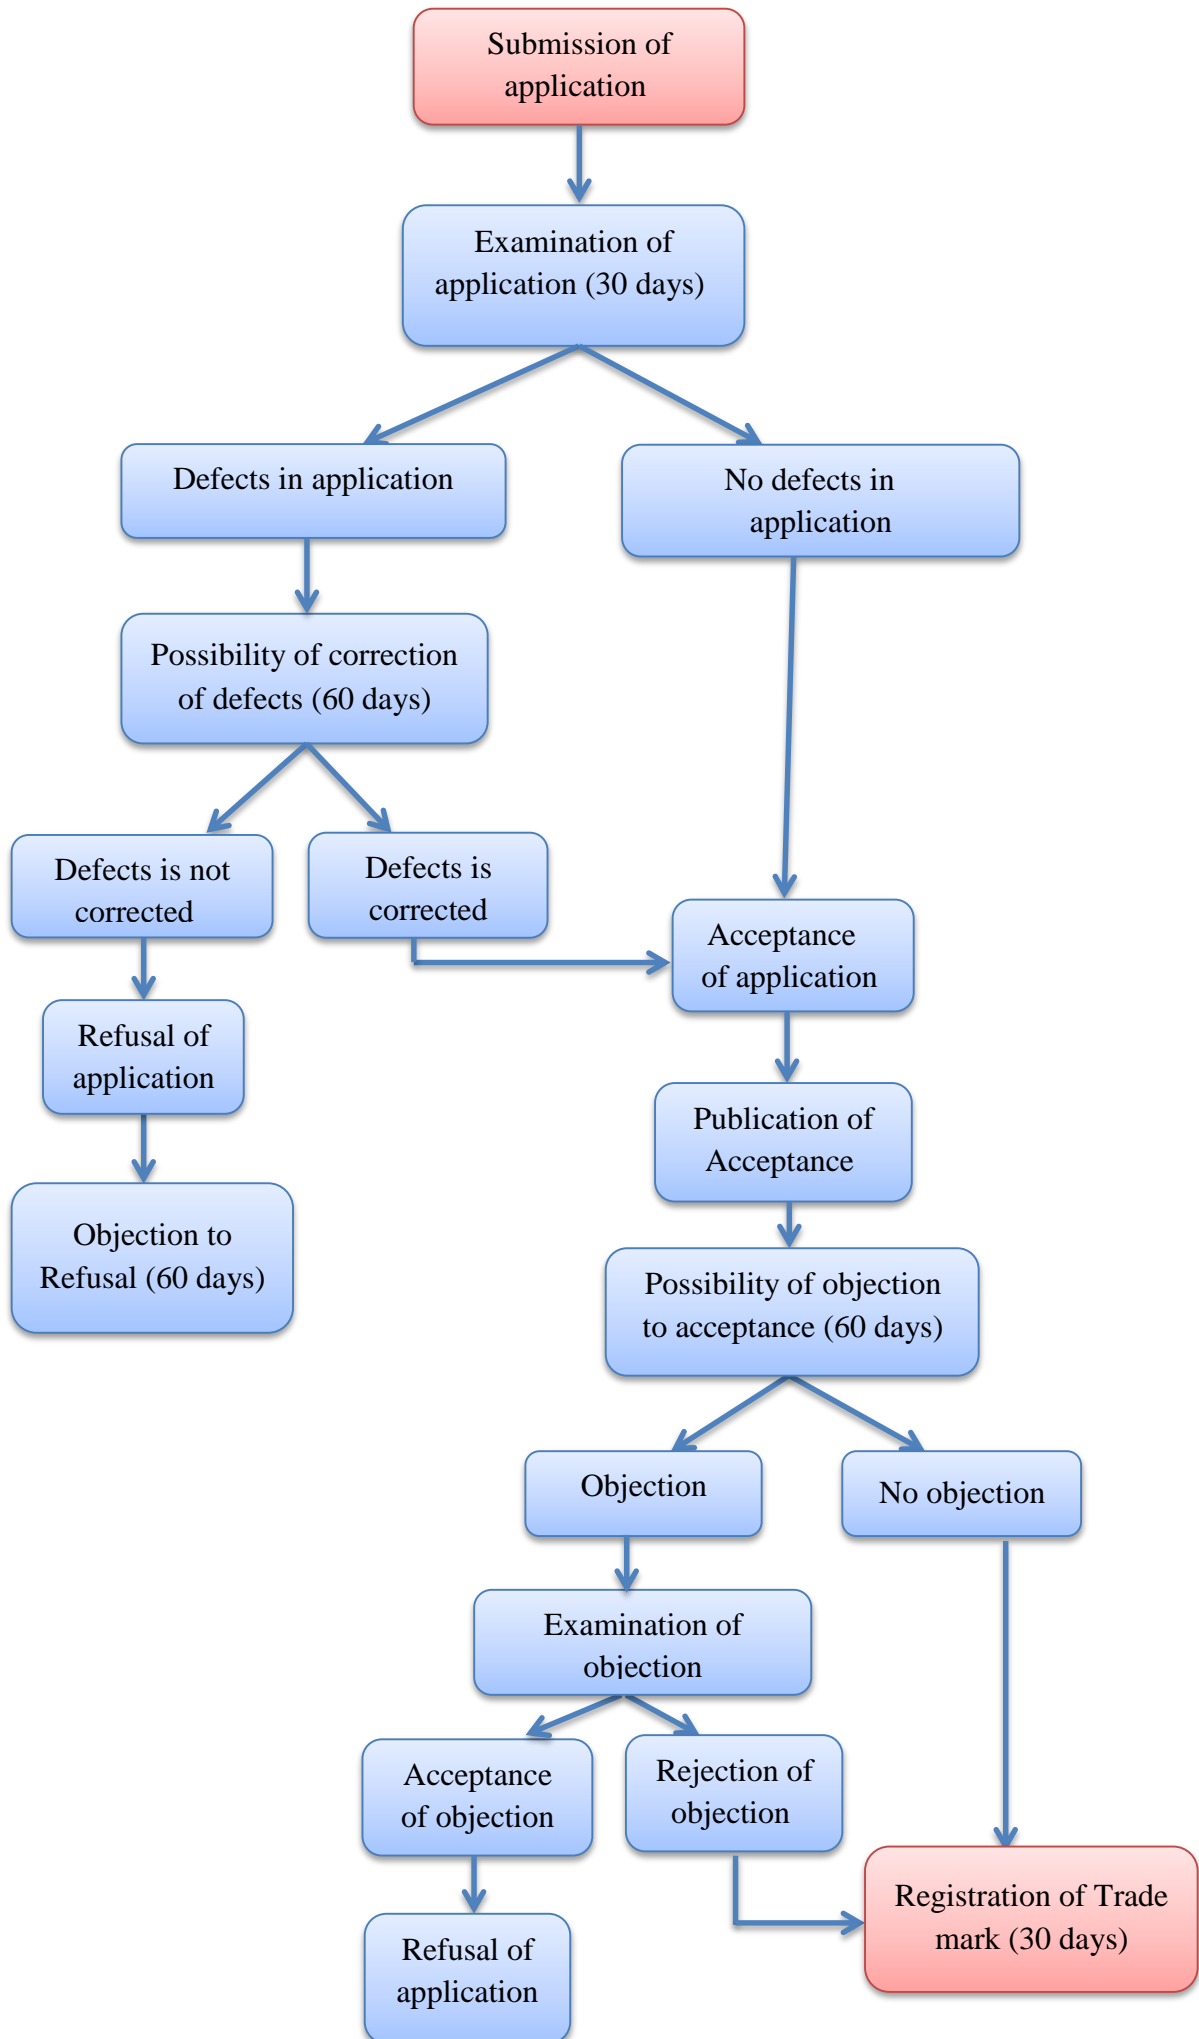 Submission of
application
Examination of
application (30 days)
Defects in application
No defects in
application
Possibility of correction
of defects (60 days)
Defects is not
corrected
Defects is
corrected
Acceptance
of application
Refusal of
application
Publication of
Acceptance
Objection to
Refusal (60 days)
Possibility of objection
to acceptance (60 days)
Objection
No objection
Examination of
objection
Acceptance
of objection
Rejection of
objection
Registration of Trade
mark (30 days)
Refusal of
application